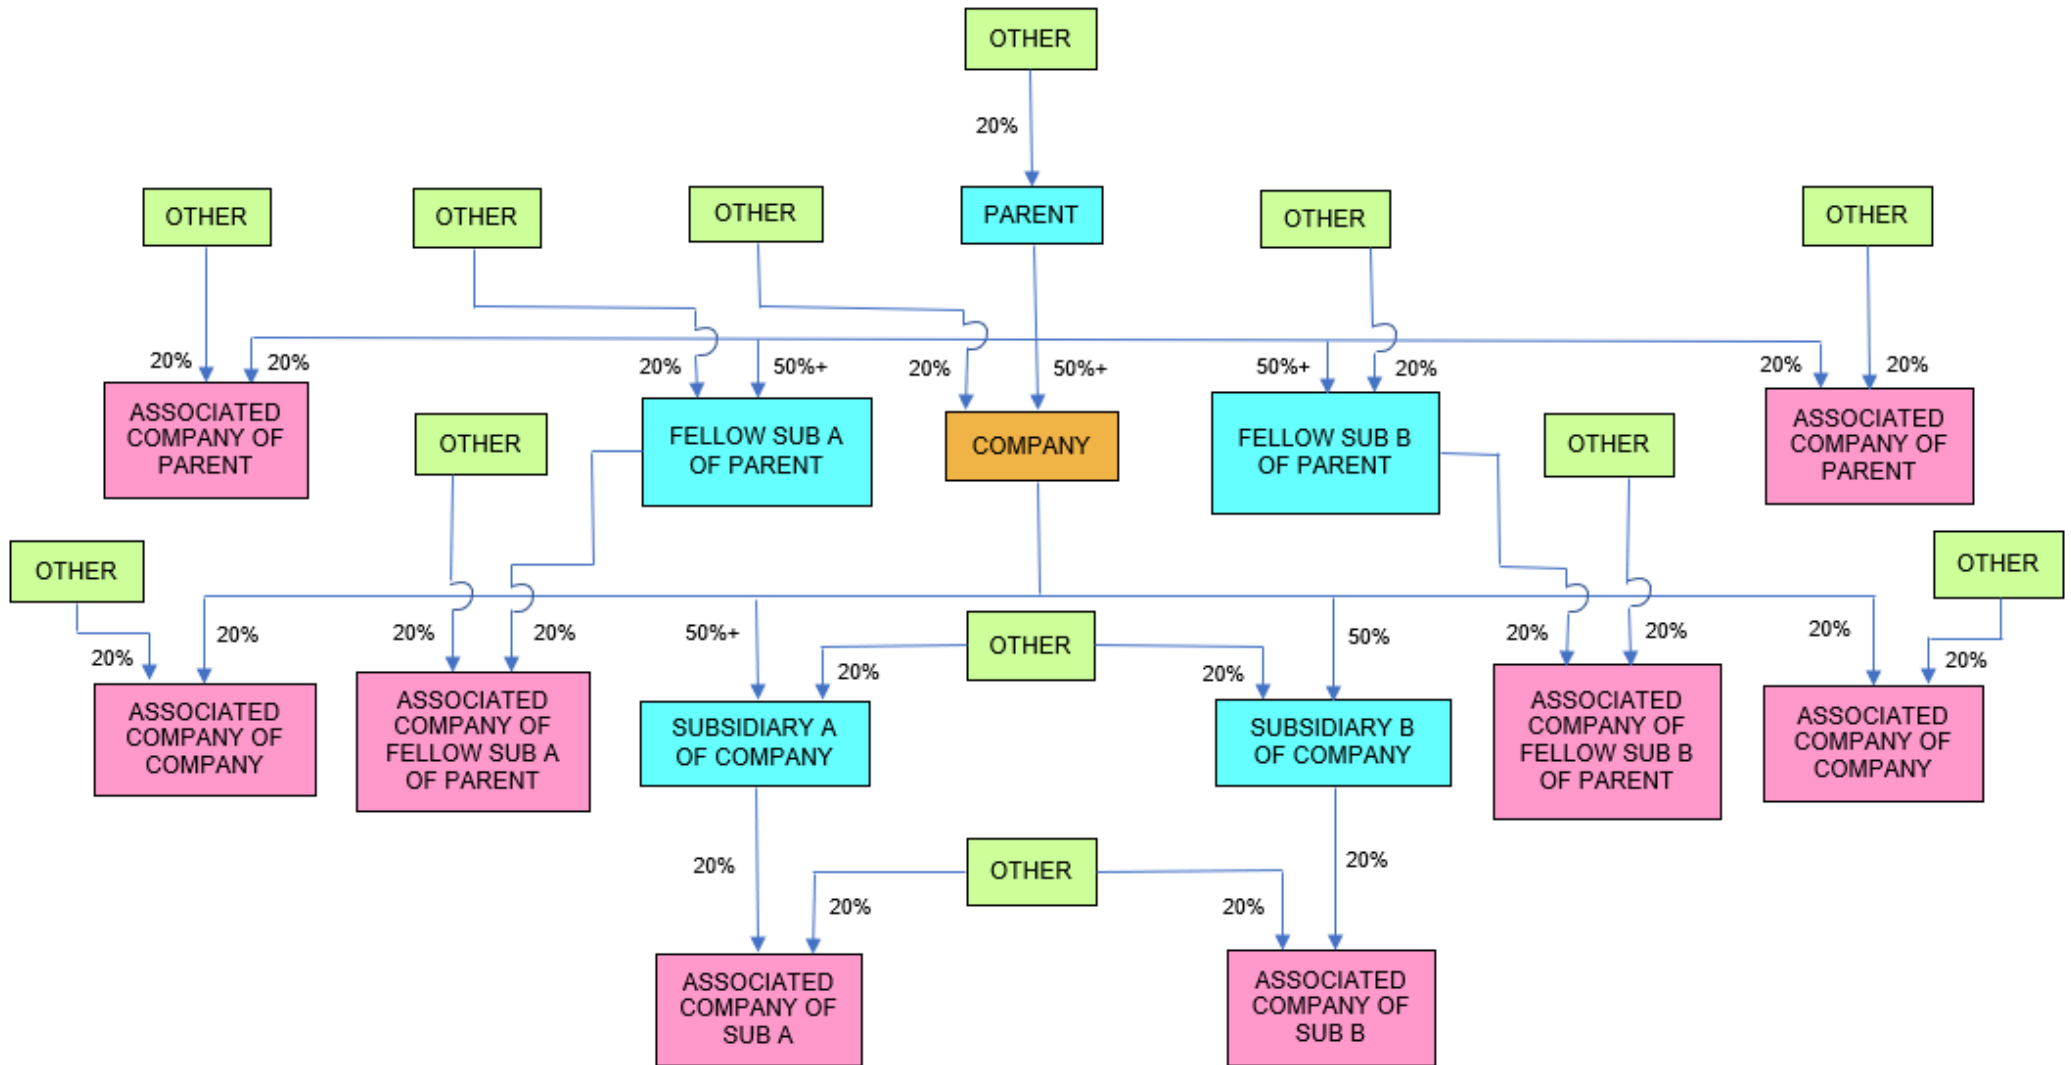 OTHER
20%
OTHER
OTHER
OTHER
PARENT
OTHER
OTHER
20%
20%
20%
50%+
20%
50%+
50%+
20%
20%
20%
ASSOCIATED
COMPANY OF
PARENT
OTHER
FELLOW SUB A
OF PARENT
COMPANY
FELLOW SUB B
OF PARENT
OTHER
ASSOCIATED
COMPANY OF
PARENT
OTHER
OTHER
20%
20%
20%
20%
50%+
OTHER
50%
20%
20%
20%
20%
20%
20%
ASSOCIATED
COMPANY OF
COMPANY
ASSOCIATED
COMPANY OF
FELLOW SUB A
OF PARENT
SUBSIDIARY A
OF COMPANY
SUBSIDIARY B
OF COMPANY
ASSOCIATED
COMPANY OF
FELLOW SUB B
OF PARENT
ASSOCIATED
COMPANY OF
COMPANY
20%
OTHER
20%
20%
20%
ASSOCIATED
COMPANY OF
SUB A
ASSOCIATED
COMPANY OF
SUB B